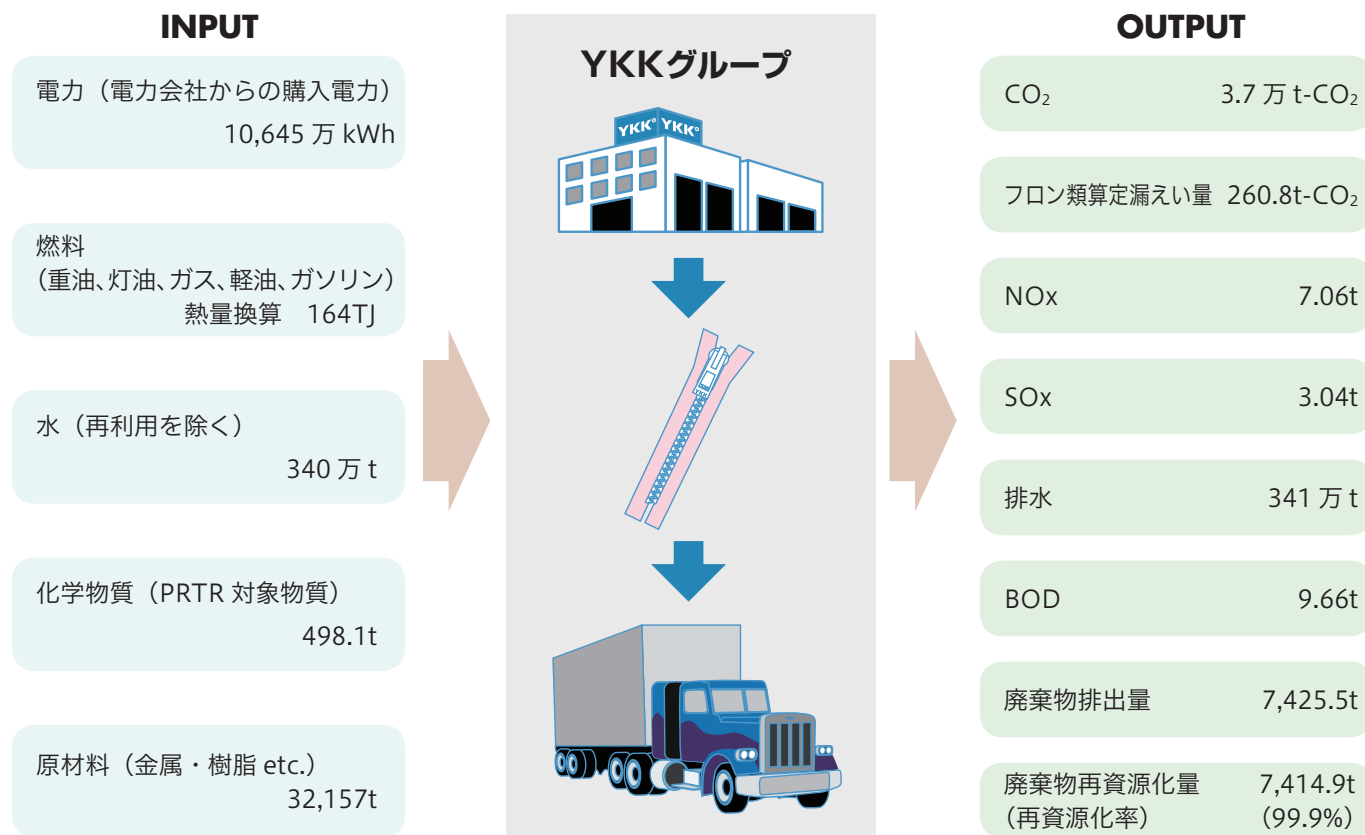 INPUT
電力（電力会社からの購入電力）
10,645 万 kWh
燃料
（重油、灯油、ガス、軽油、ガソリン）
熱量換算　164TJ
水（再利用を除く）
340 万 t
化学物質（PRTR 対象物質）
498.1t
原材料（金属・樹脂 etc.）
32,157t
YKKグループ
YKK YKK
YKK
OUTPUT
CO₂ 3.7 万 t-CO₂
フロン類算定漏えい量 260.8t-CO₂
NOx 7.06t
SOx 3.04t
排水 341 万 t
BOD 9.66t
廃棄物排出量 7,425.5t
廃棄物再資源化量 7,414.9t
（再資源化率） (99.9%)